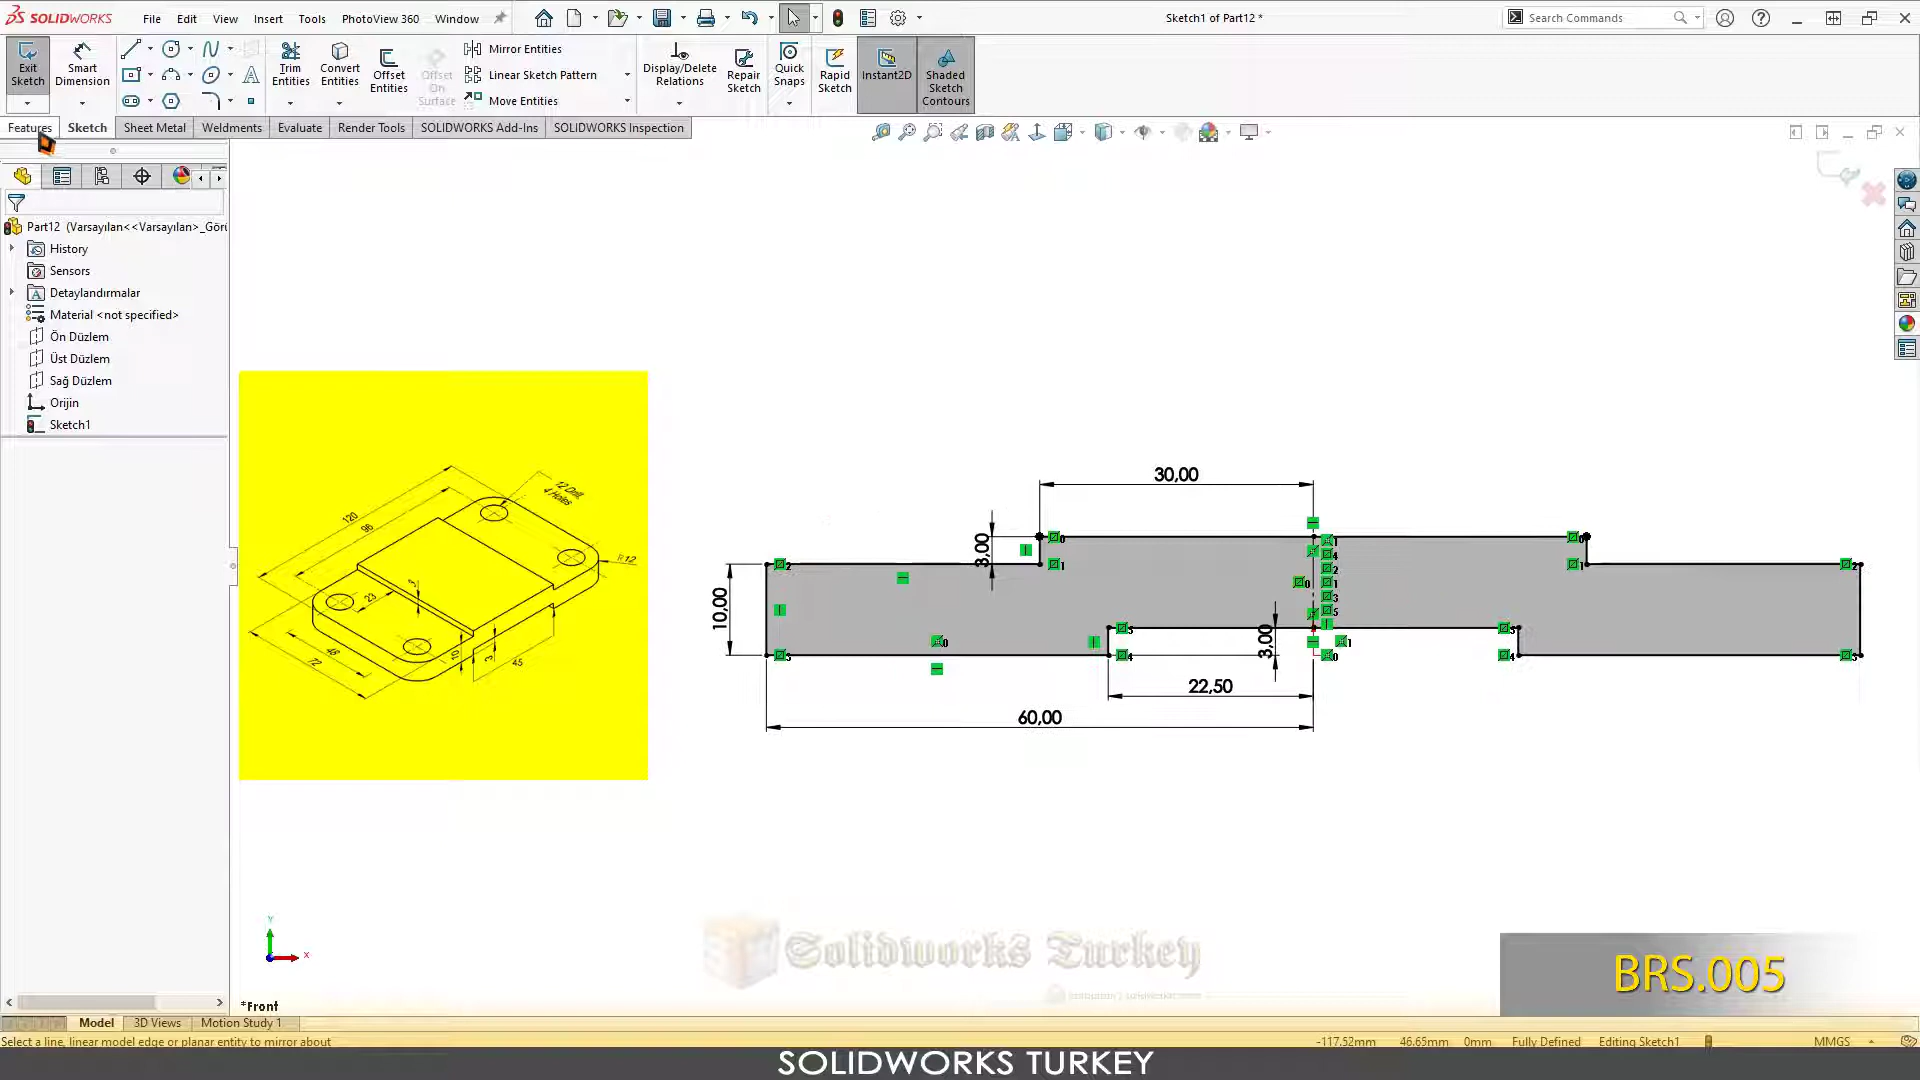 SOLIDWORKS
File Edit View Insert Tools PhotoView 360 Window
Sketch1 of Part12 *
Search Commands
Exit Sketch
Smart Dimension
Trim Entities
Convert Entities
Offset Entities
Offset On Surface
Mirror Entities
Linear Sketch Pattern
Move Entities
Display/Delete Relations
Repair Sketch
Quick Snaps
Rapid Sketch
Instant2D
Shaded Sketch Contours
Features Sketch Sheet Metal Weldments Evaluate Render Tools SOLIDWORKS Add-Ins SOLIDWORKS Inspection
Part12 (Varsayılan<<Varsayılan>_Görü
History
Sensors
Detaylandırmalar
Material <not specified>
Ön Düzlem
Üst Düzlem
Sağ Düzlem
Orijin
Sketch1
12 Drill,
4 Holes
120
96
R12
3
23
48
72
10
3
45
30,00
3,00
10,00
3,00
22,50
60,00
Y
X
*Front
Solidworks Turkey
BRS.005
Model 3D Views Motion Study 1
Select a line, linear model edge or planar entity to mirror about
-117.52mm 46.65mm 0mm Fully Defined Editing Sketch1 MMGS
SOLIDWORKS TURKEY